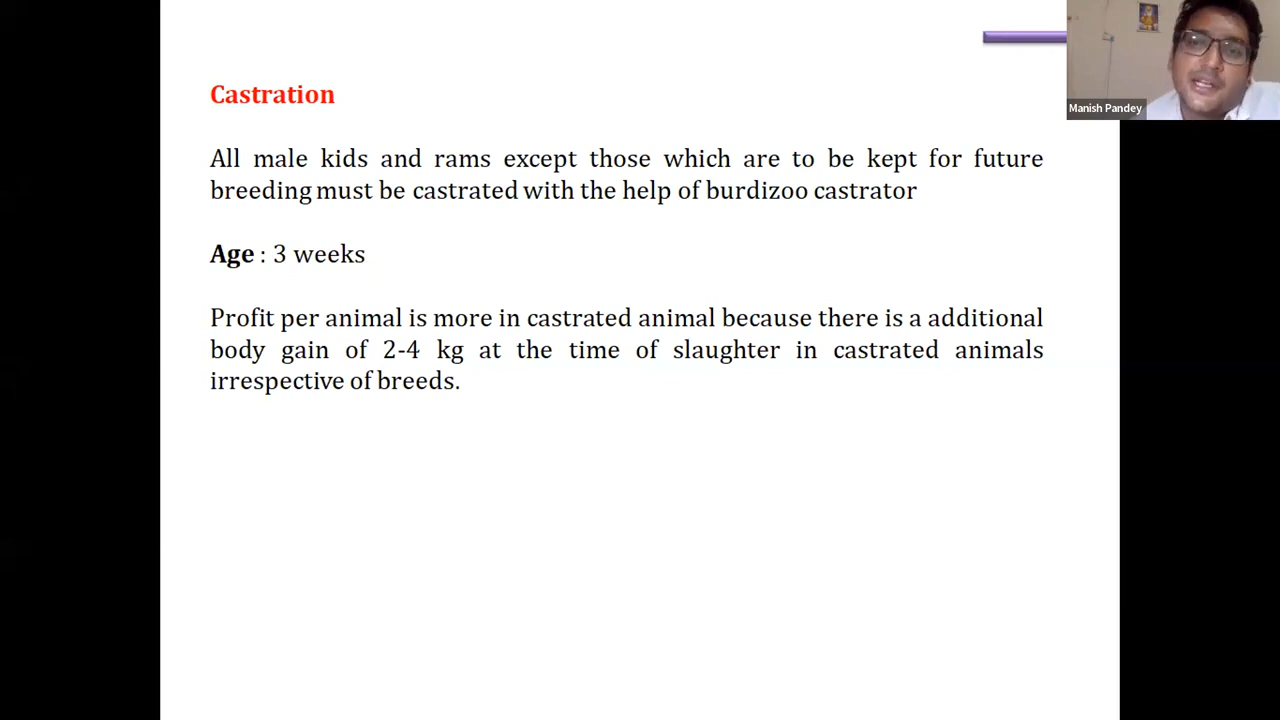 Manish Pandey
Castration
All male kids and rams except those which are to be kept for future
breeding must be castrated with the help of burdizoo castrator
Age : 3 weeks
Profit per animal is more in castrated animal because there is a additional
body gain of 2-4 kg at the time of slaughter in castrated animals
irrespective of breeds.